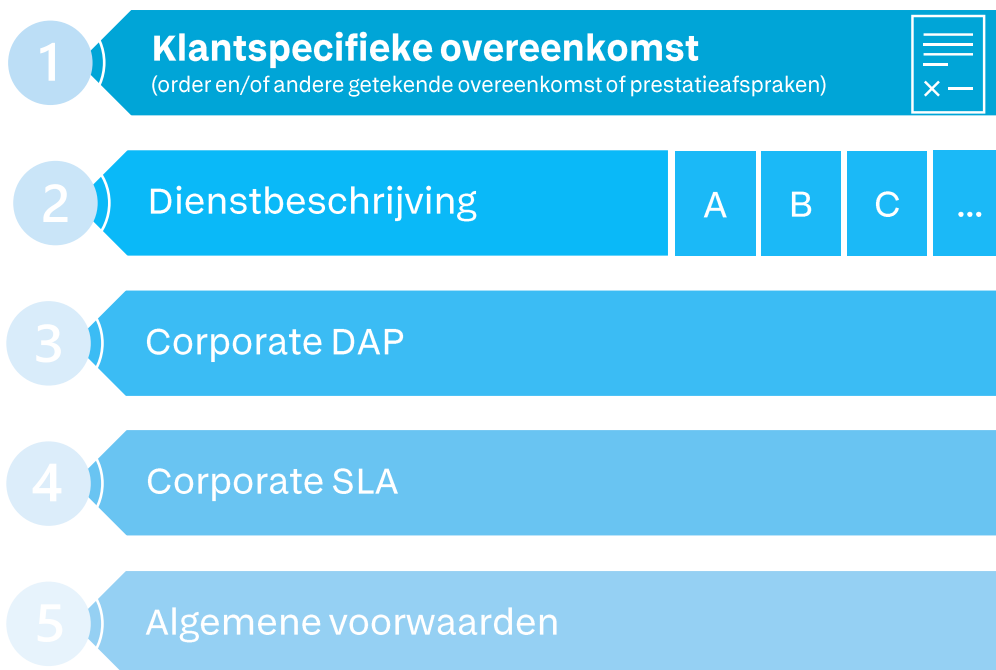 1
Klantspecifieke overeenkomst
(order en/of andere getekende overeenkomst of prestatieafspraken)
2
Dienstbeschrijving
A
B
C
...
3
Corporate DAP
4
Corporate SLA
5
Algemene voorwaarden